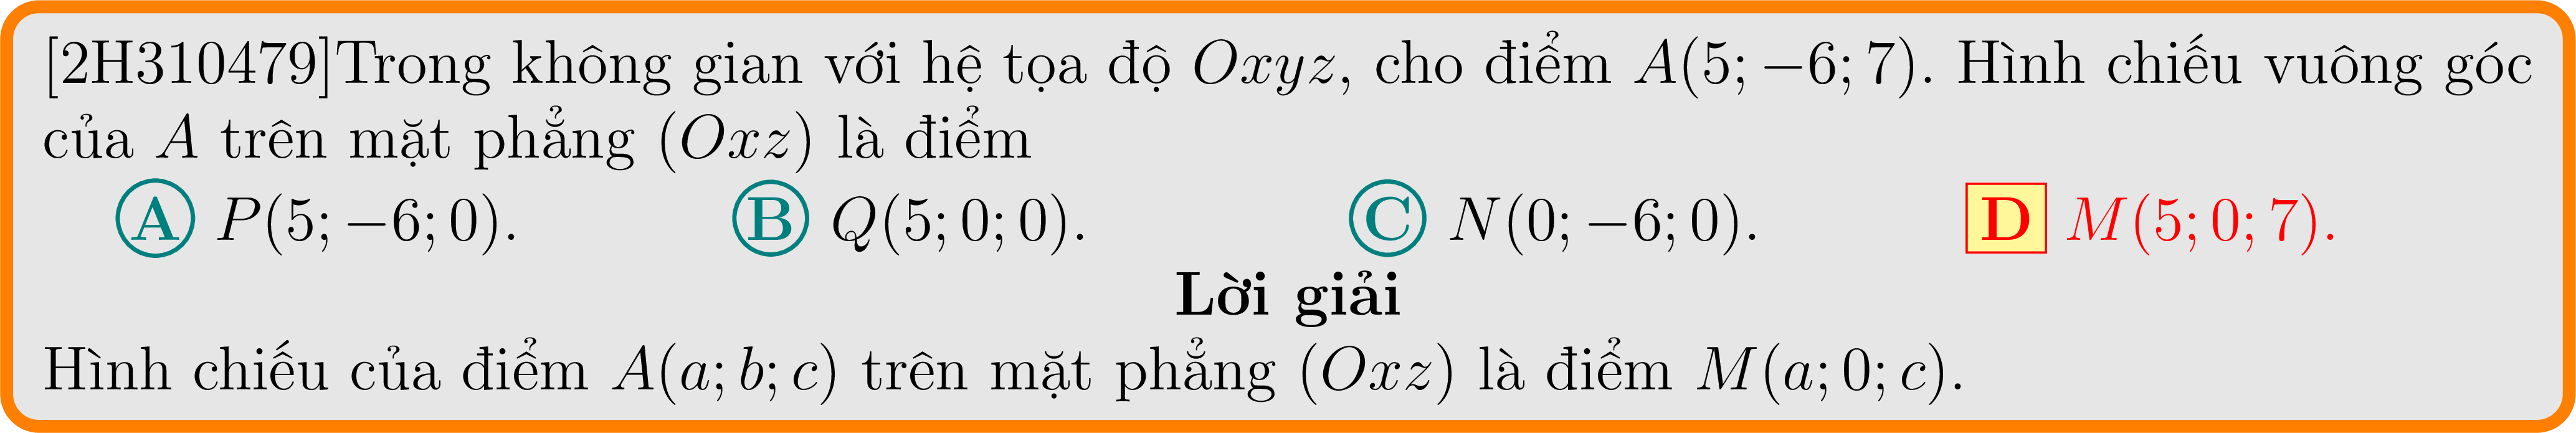 [2H310479]Trong không gian với hệ tọa độ Oxyz, cho điểm A(5; −6; 7). Hình chiếu vuông góc
của A trên mặt phẳng (Oxz) là điểm
A P(5; −6; 0). B Q(5; 0; 0). C N(0; −6; 0). D M(5; 0; 7).
Lời giải
Hình chiếu của điểm A(a; b; c) trên mặt phẳng (Oxz) là điểm M(a; 0; c).